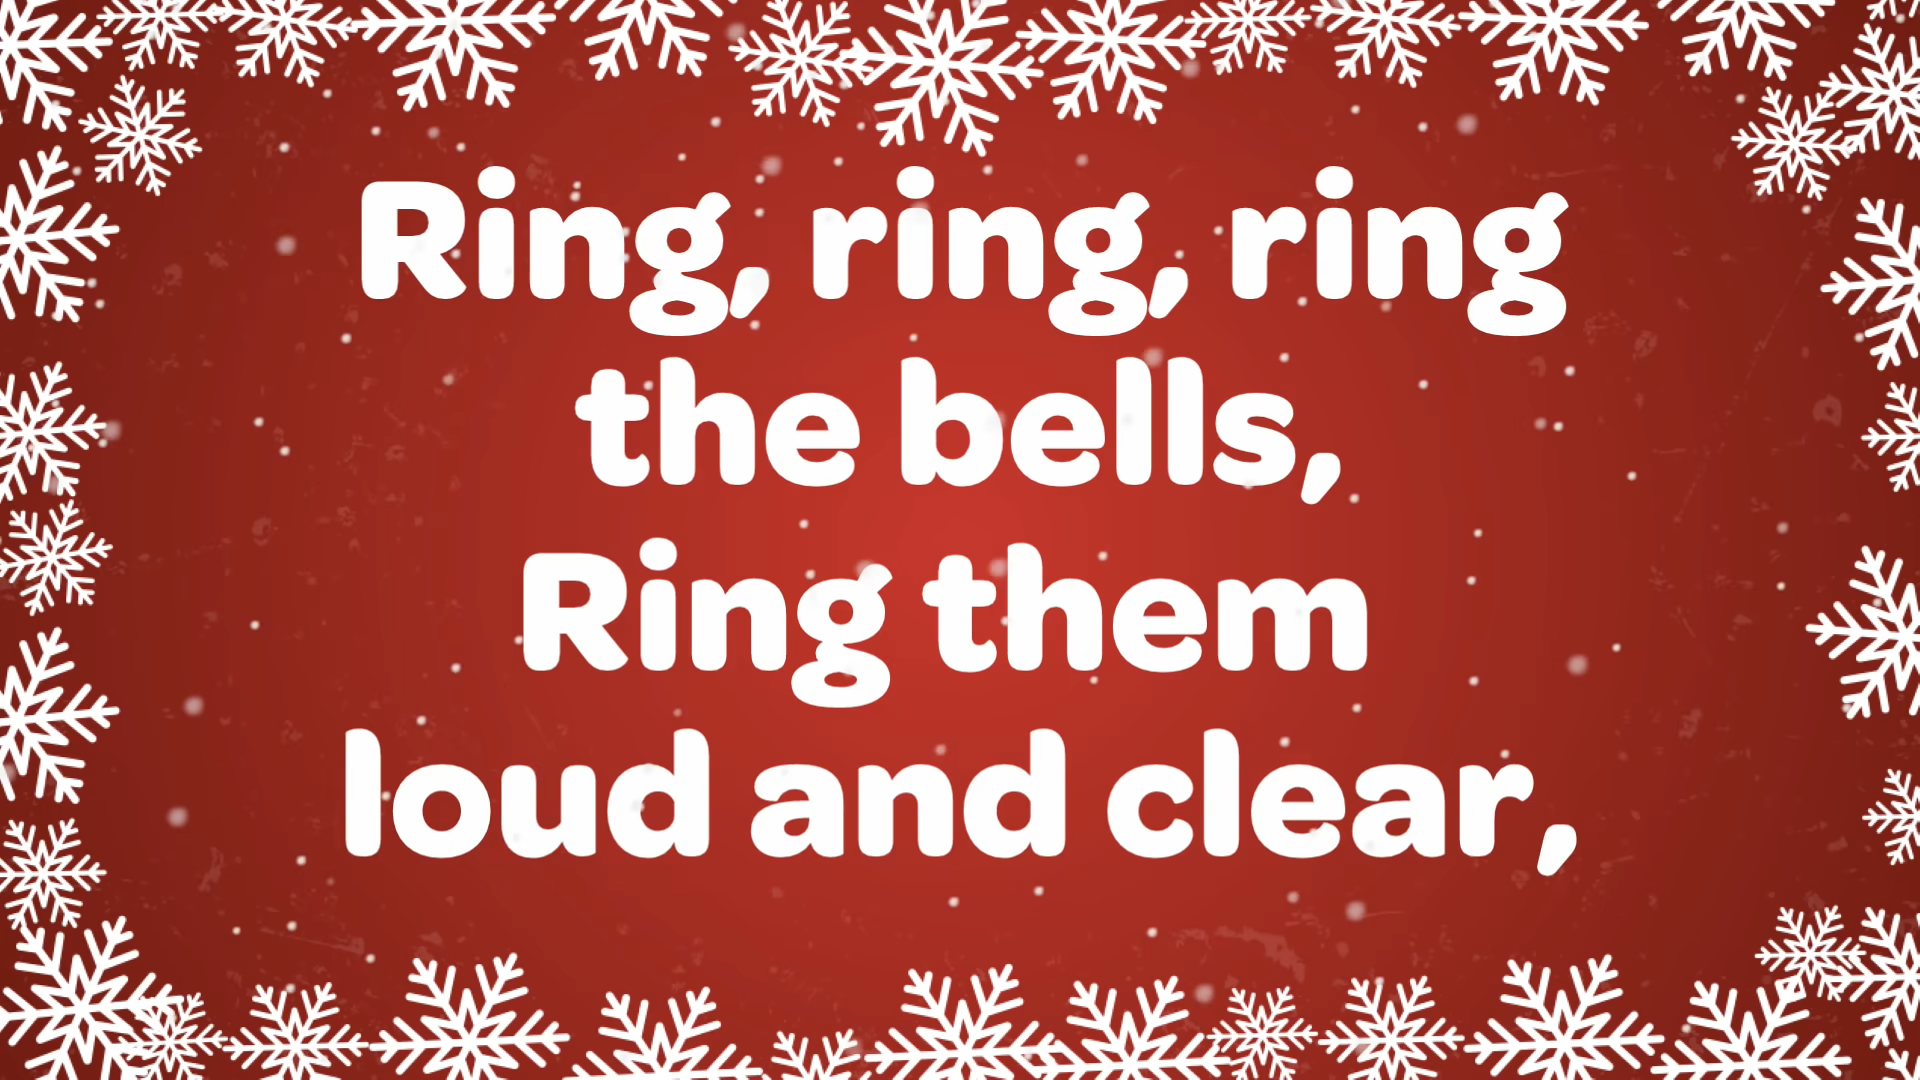 Ring, ring, ring
the bells,
Ring them
loud and clear,